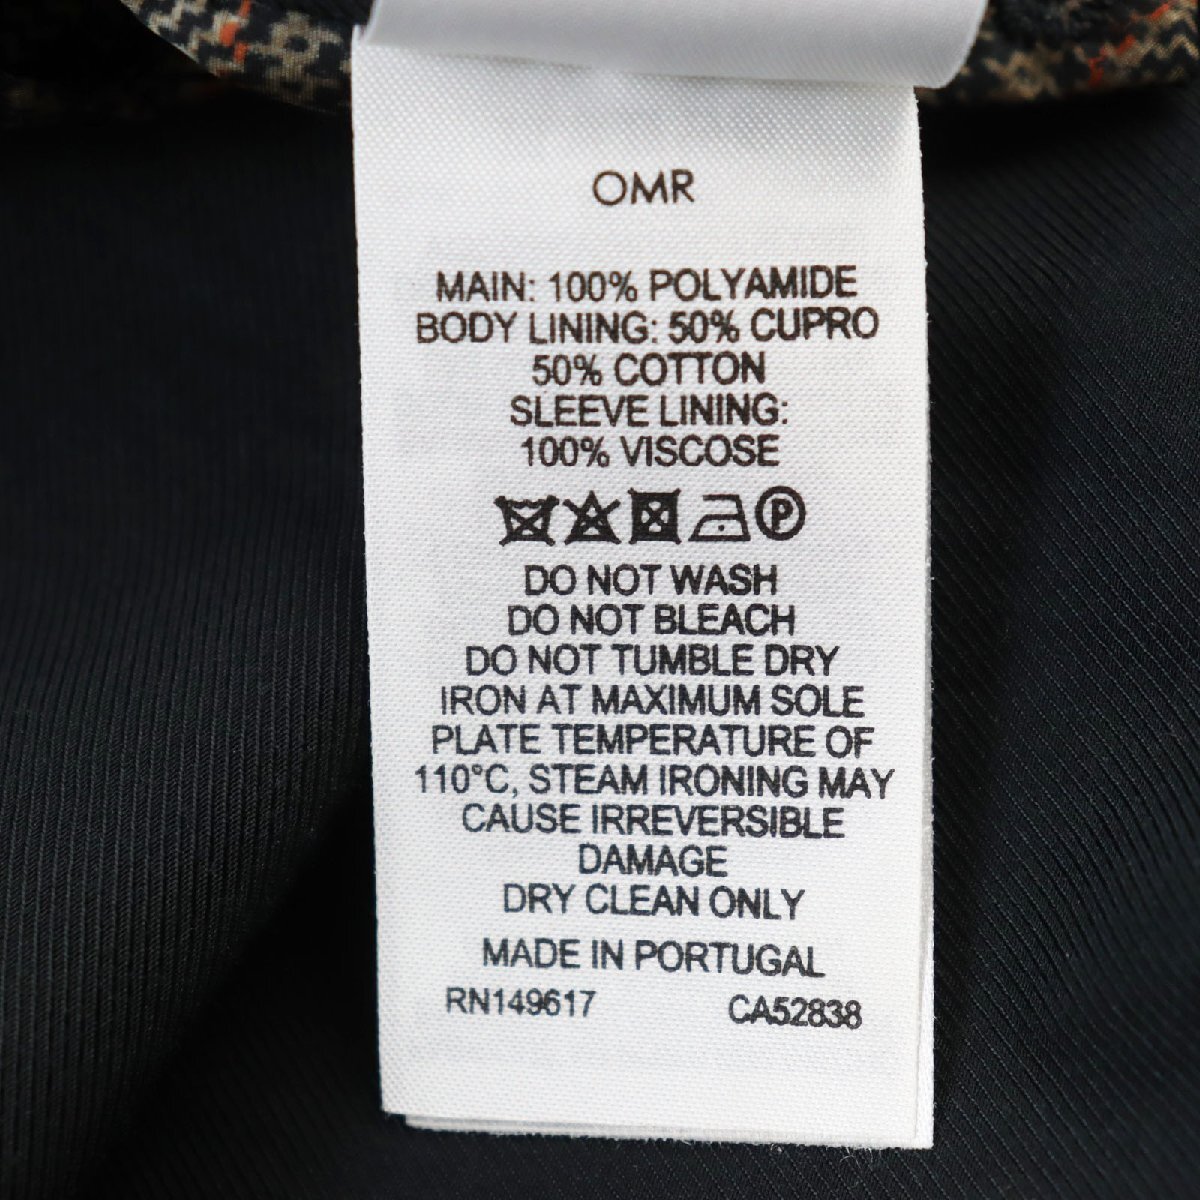 OMR
MAIN: 100% POLYAMIDE
BODY LINING: 50% CUPRO
50% COTTON
SLEEVE LINING:
100% VISCOSE
P
DO NOT WASH
DO NOT BLEACH
DO NOT TUMBLE DRY
IRON AT MAXIMUM SOLE
PLATE TEMPERATURE OF
110°C, STEAM IRONING MAY
CAUSE IRREVERSIBLE
DAMAGE
DRY CLEAN ONLY
MADE IN PORTUGAL
RN149617 CA52838